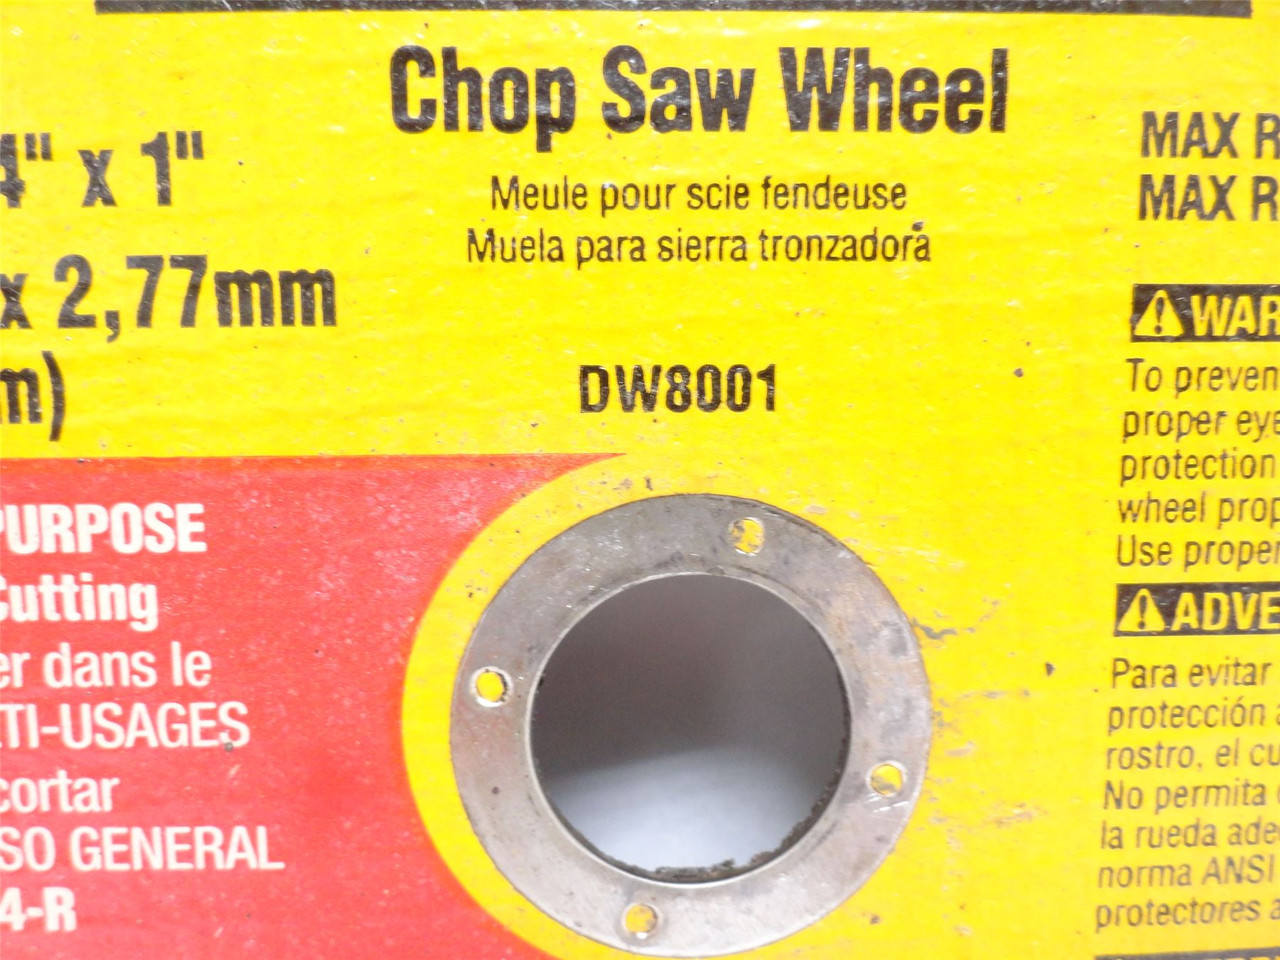 Chop Saw Wheel
Meule pour scie fendeuse
Muela para sierra tronzadora
DW8001
4" x 1"
x 2,77mm
m)
PURPOSE
Cutting
er dans le
TI-USAGES
cortar
SO GENERAL
4-R
MAX R
MAX R
WAR
To preven
proper eye
protection
wheel prop
Use proper
ADVE
Para evitar
protección a
rostro, el cu
No permita
la rueda ade
norma ANSI
protectores a